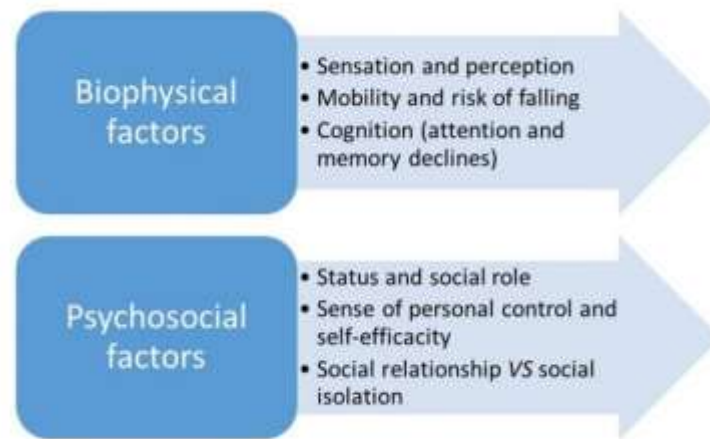 Biophysical
factors
• Sensation and perception
• Mobility and risk of falling
• Cognition (attention and
memory declines)
Psychosocial
factors
• Status and social role
• Sense of personal control and
self-efficacity
• Social relationship VS social
isolation